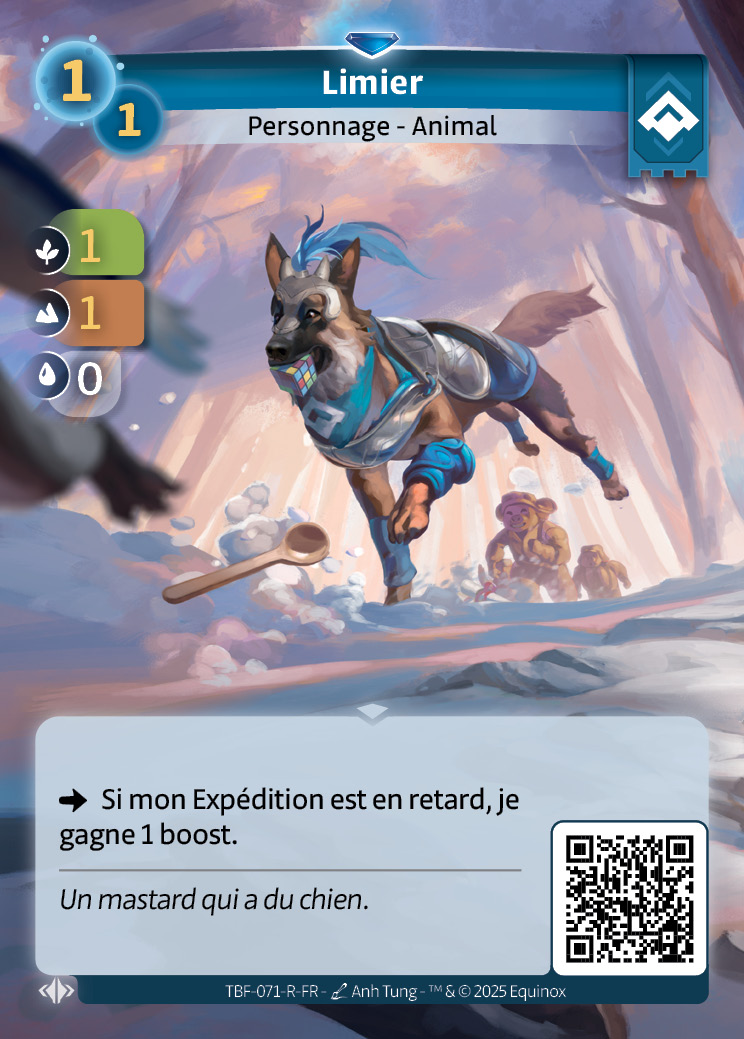 1
Limier
1
Personnage - Animal
1
1
0
➜ Si mon Expédition est en retard, je
gagne 1 boost.
Un mastard qui a du chien.
TBF-071-R-FR - Anh Tung - ™ & © 2025 Equinox